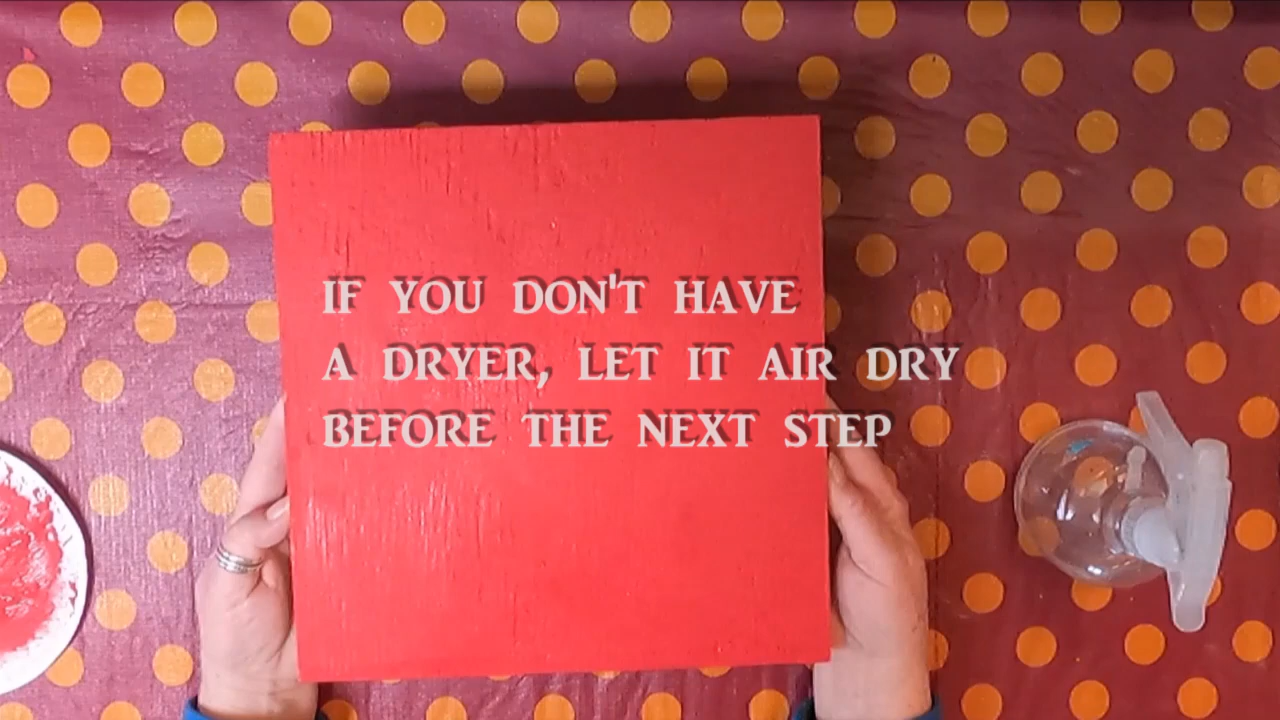 IF YOU DON'T HAVE
A DRYER, LET IT AIR DRY
BEFORE THE NEXT STEP